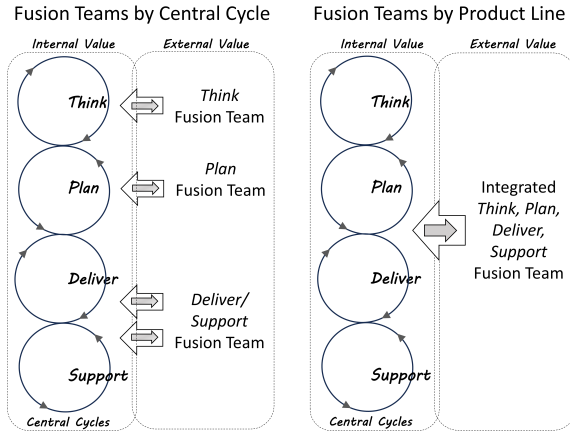 Fusion Teams by Central Cycle
Internal Value
External Value
Think
Think
Fusion Team
Plan
Plan
Fusion Team
Deliver
Deliver/
Support
Fusion Team
Support
Central Cycles
Fusion Teams by Product Line
Internal Value
External Value
Think
Plan
Integrated
Think, Plan,
Deliver,
Support
Fusion Team
Deliver
Support
Central Cycles